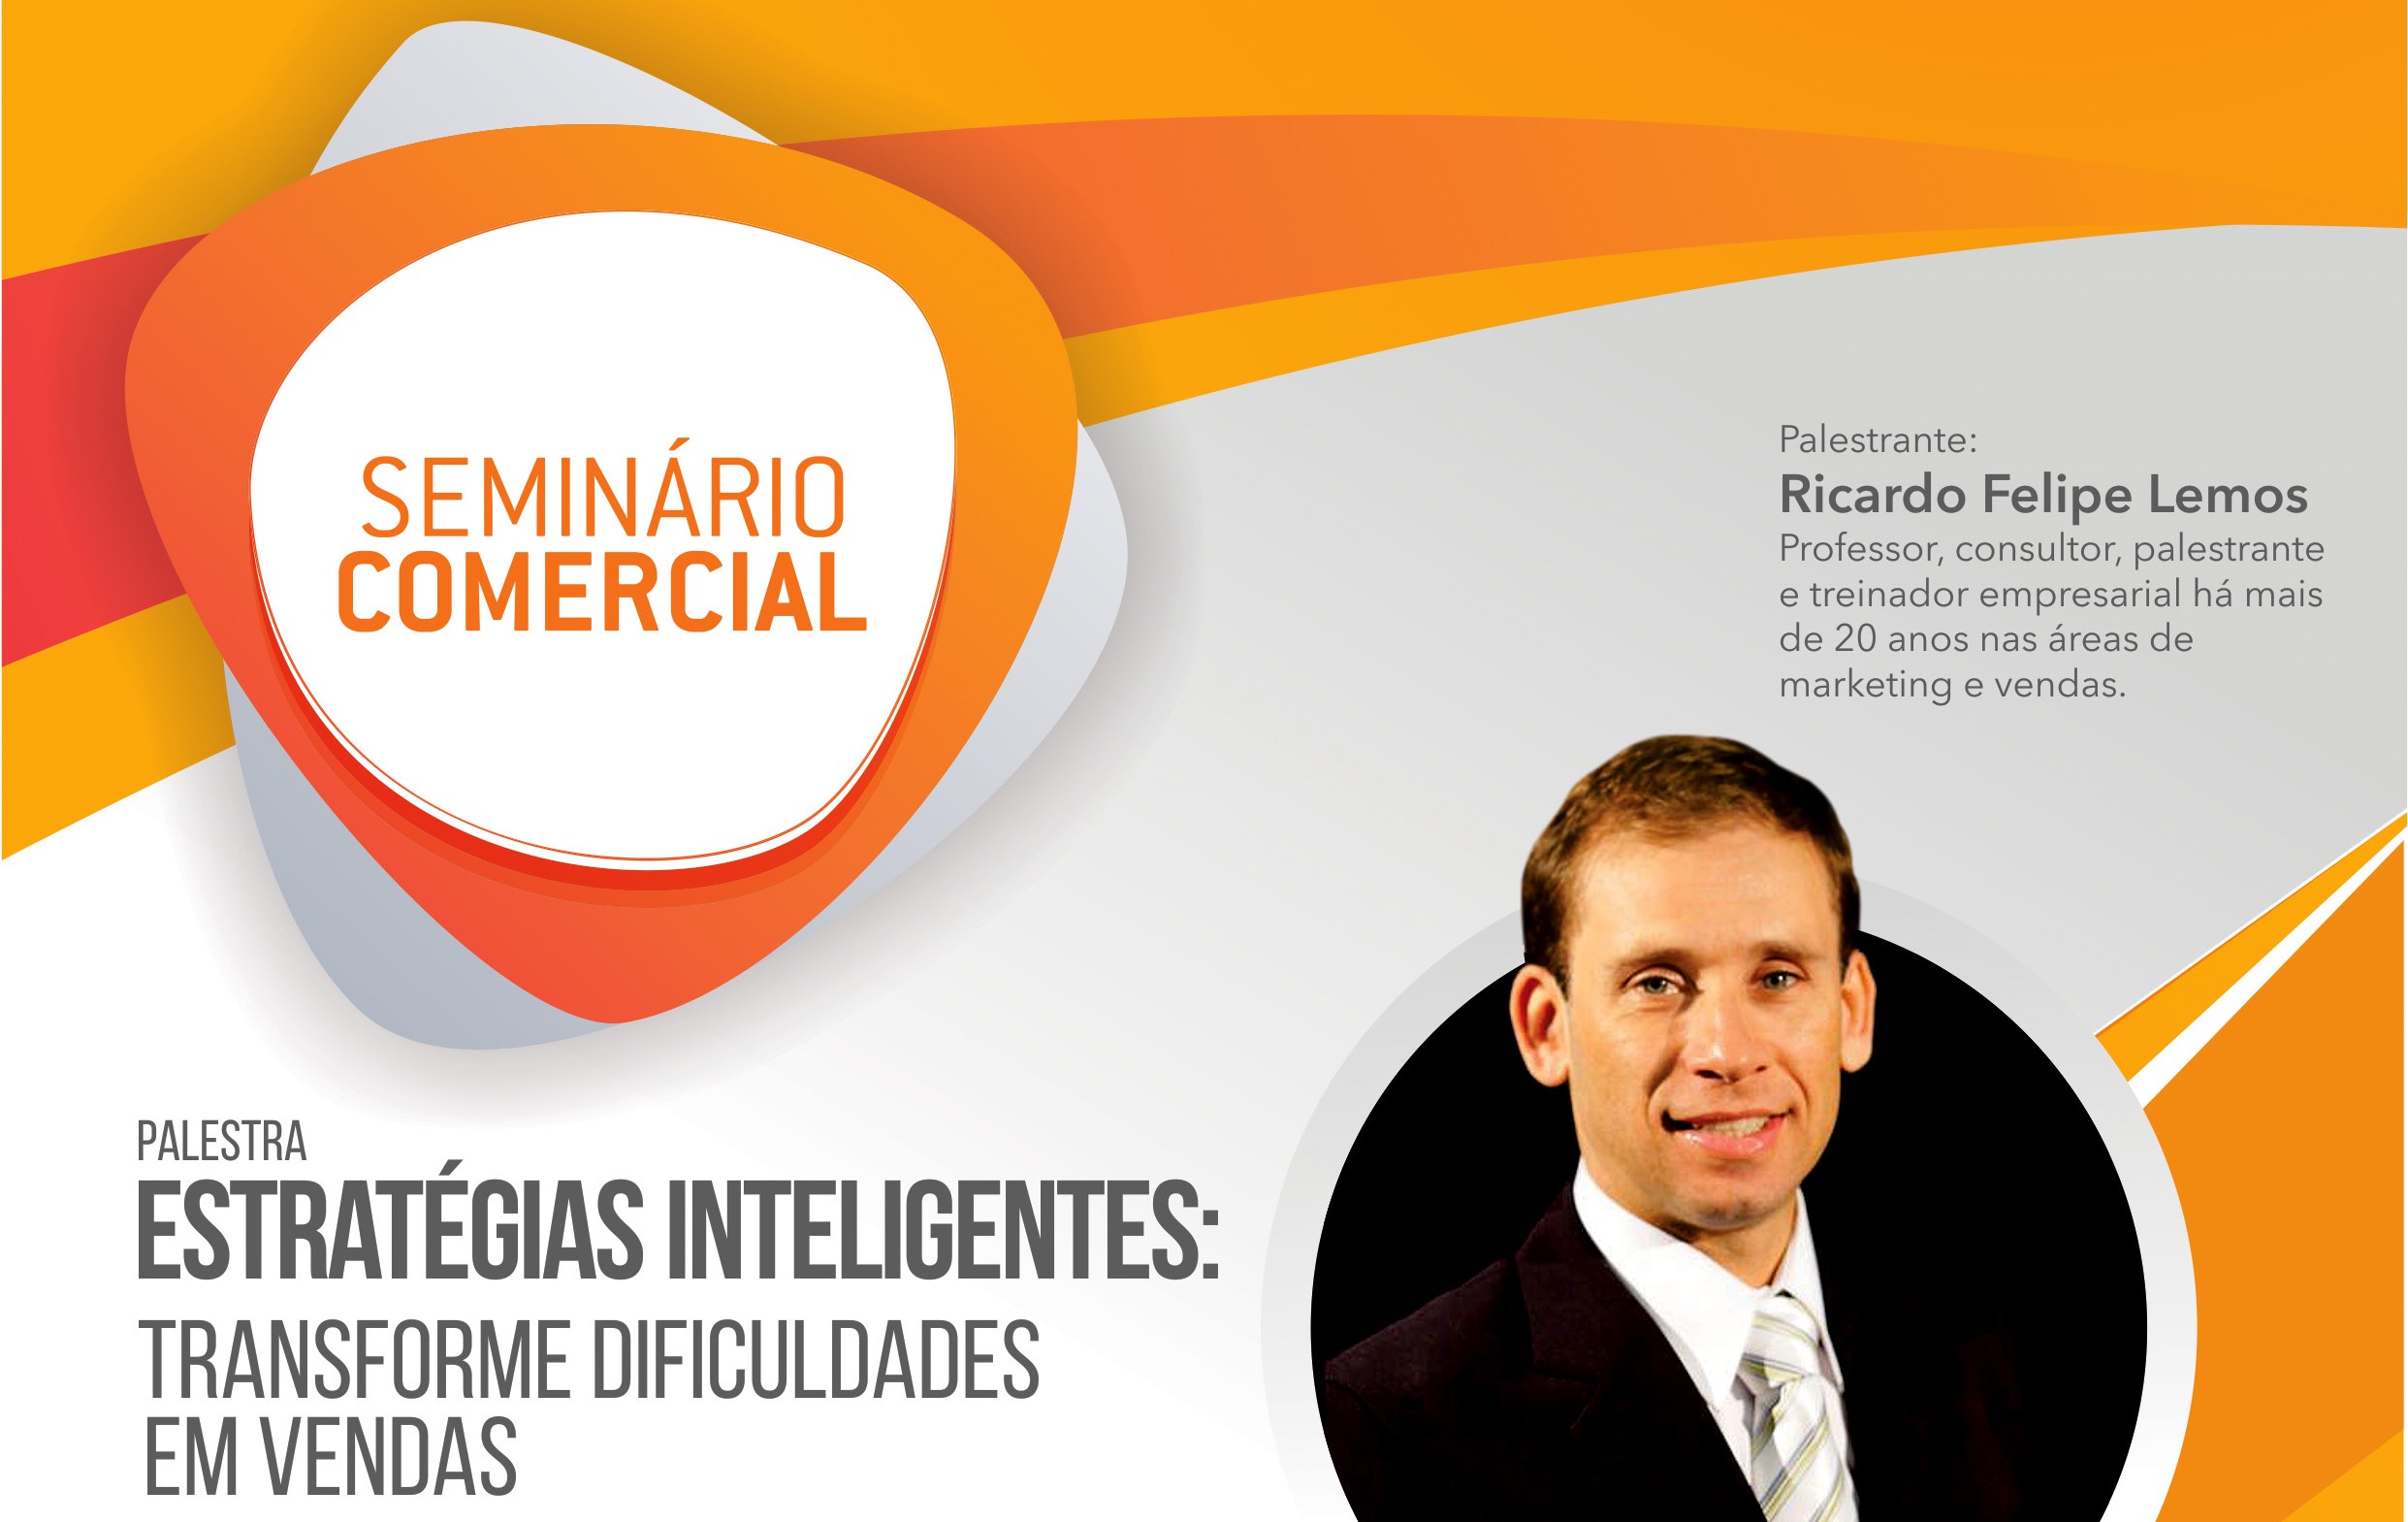 SEMINÁRIO
COMERCIAL
Palestrante:
Ricardo Felipe Lemos
Professor, consultor, palestrante
e treinador empresarial há mais
de 20 anos nas áreas de
marketing e vendas.
PALESTRA
ESTRATÉGIAS INTELIGENTES:
TRANSFORME DIFICULDADES
EM VENDAS